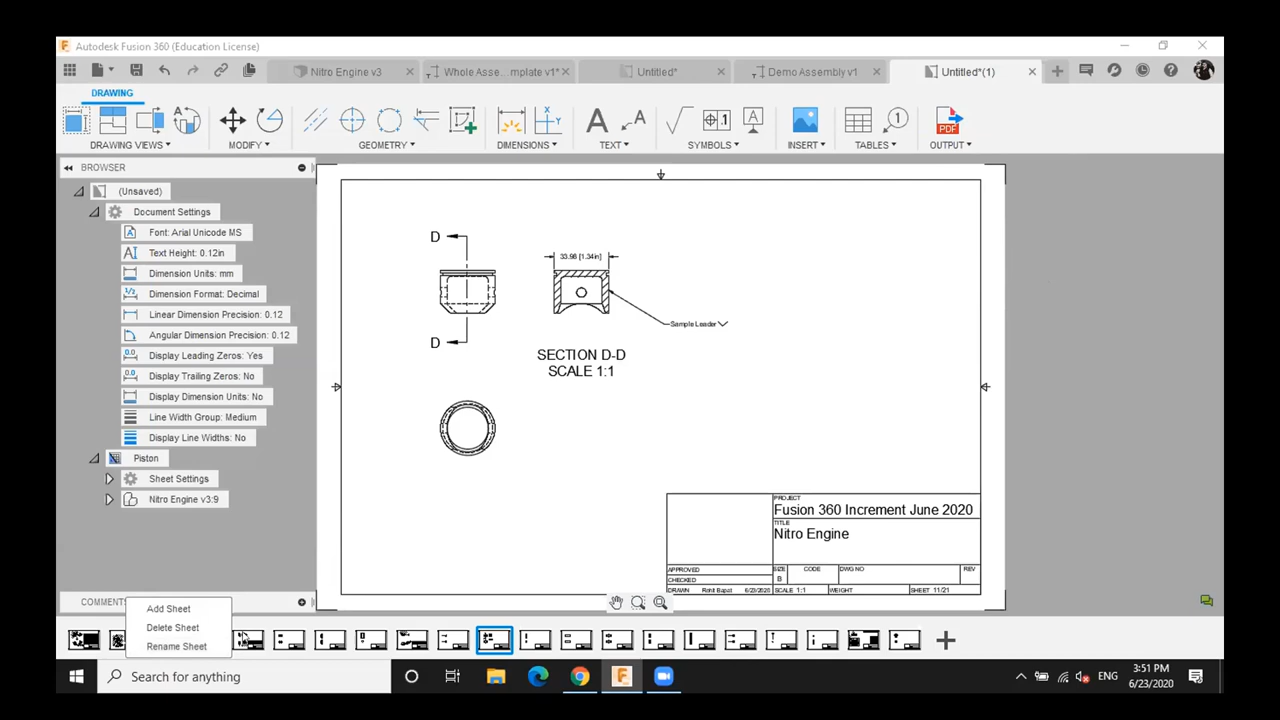 Autodesk Fusion 360 (Education License)
Nitro Engine v3
Whole Asse...mplate v1*
Untitled*
Demo Assembly v1
Untitled*(1)
DRAWING
DRAWING VIEWS
MODIFY
GEOMETRY
DIMENSIONS
TEXT
SYMBOLS
INSERT
TABLES
OUTPUT
PDF
BROWSER
(Unsaved)
Document Settings
Font: Arial Unicode MS
Text Height: 0.12in
Dimension Units: mm
Dimension Format: Decimal
Linear Dimension Precision: 0.12
Angular Dimension Precision: 0.12
Display Leading Zeros: Yes
Display Trailing Zeros: No
Display Dimension Units: No
Line Width Group: Medium
Display Line Widths: No
Piston
Sheet Settings
Nitro Engine v3:9
D
D
33.98 [1.34in]
Sample Leader
SECTION D-D
SCALE 1:1
PROJECT
Fusion 360 Increment June 2020
TITLE
Nitro Engine
APPROVED
CHECKED
DRAWN Rohit Bapat 6/23/2020
SIZE CODE DWG NO REV
B
SCALE 1:1 WEIGHT SHEET 11/21
COMMENTS
Add Sheet
Delete Sheet
Rename Sheet
Search for anything
ENG
3:51 PM
6/23/2020